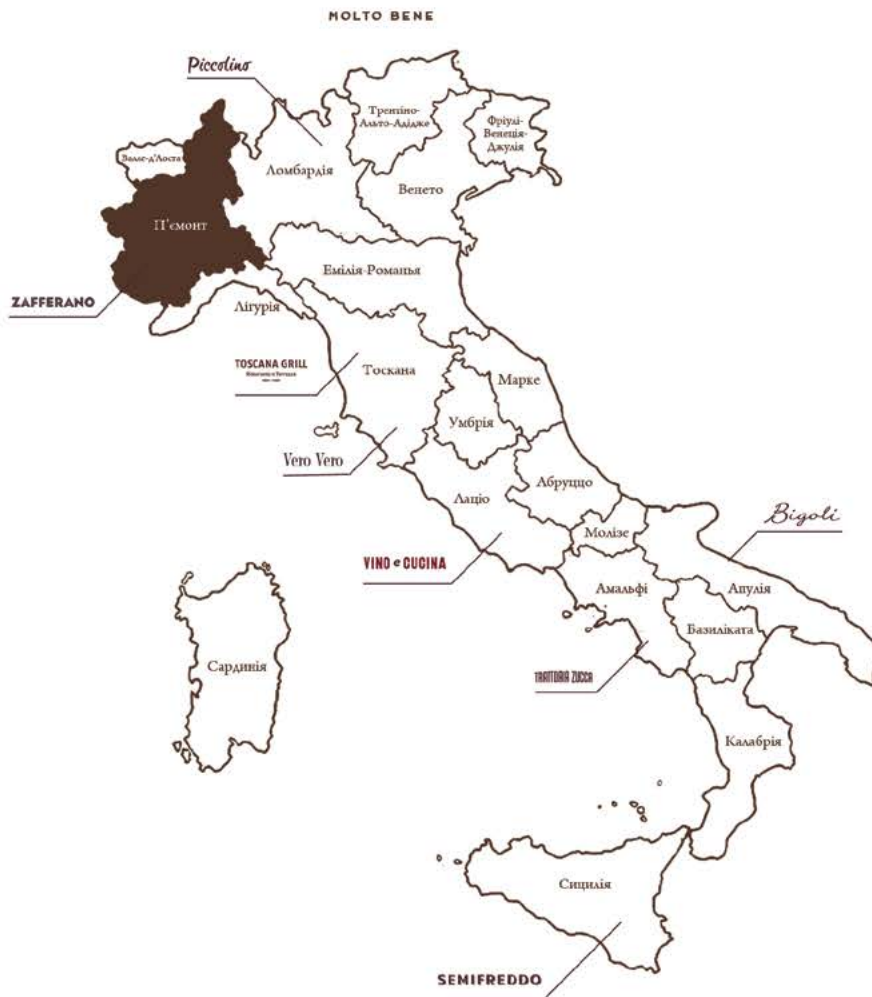 MOLTO BENE
Piccolino
Трентіно-
Альто-Адідже
Фріулі-
Венеція-
Джулія
Валле-д'Аоста
Ломбардія
Венето
П'ємонт
Емілія-Романья
ZAFFERANO
Лігурія
TOSCANA GRILL
Тоскана
Марке
Умбрія
Vero Vero
Абруццо
Лаціо
Bigoli
Молізе
VINO e CUCINA
Амальфі
Апулія
Базиліката
Сардинія
TRATTORIA ZUCCA
Калабрія
Сицилія
SEMIFREDDO